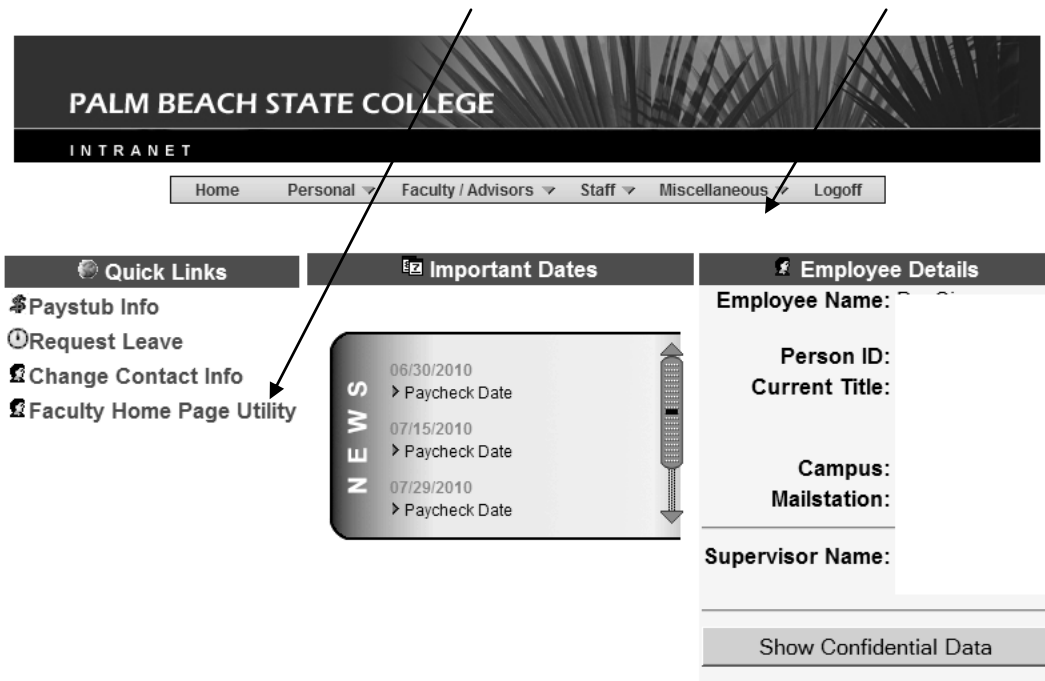 PALM BEACH STATE COLLEGE
INTRANET
Home Personal Faculty / Advisors Staff Miscellaneous Logoff
Quick Links
Paystub Info
Request Leave
Change Contact Info
Faculty Home Page Utility
Important Dates
NEWS
06/30/2010
Paycheck Date
07/15/2010
Paycheck Date
07/29/2010
Paycheck Date
Employee Details
Employee Name:
Person ID:
Current Title:
Campus:
Mailstation:
Supervisor Name:
Show Confidential Data